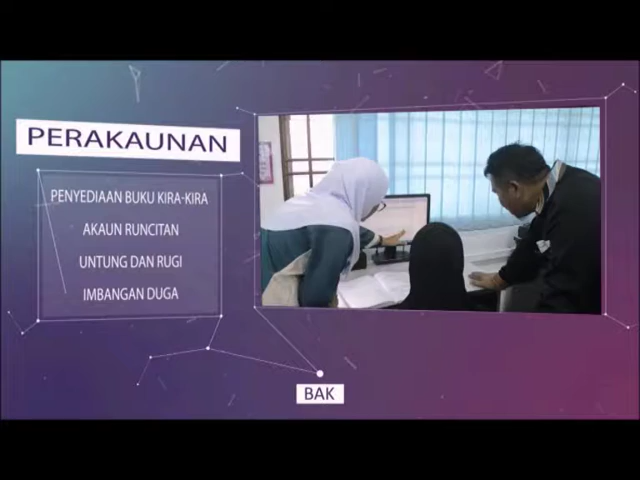 PERAKAUNAN
PENYEDIAAN BUKU KIRA-KIRA
AKAUN RUNCITAN
UNTUNG DAN RUGI
IMBANGAN DUGA
BAK